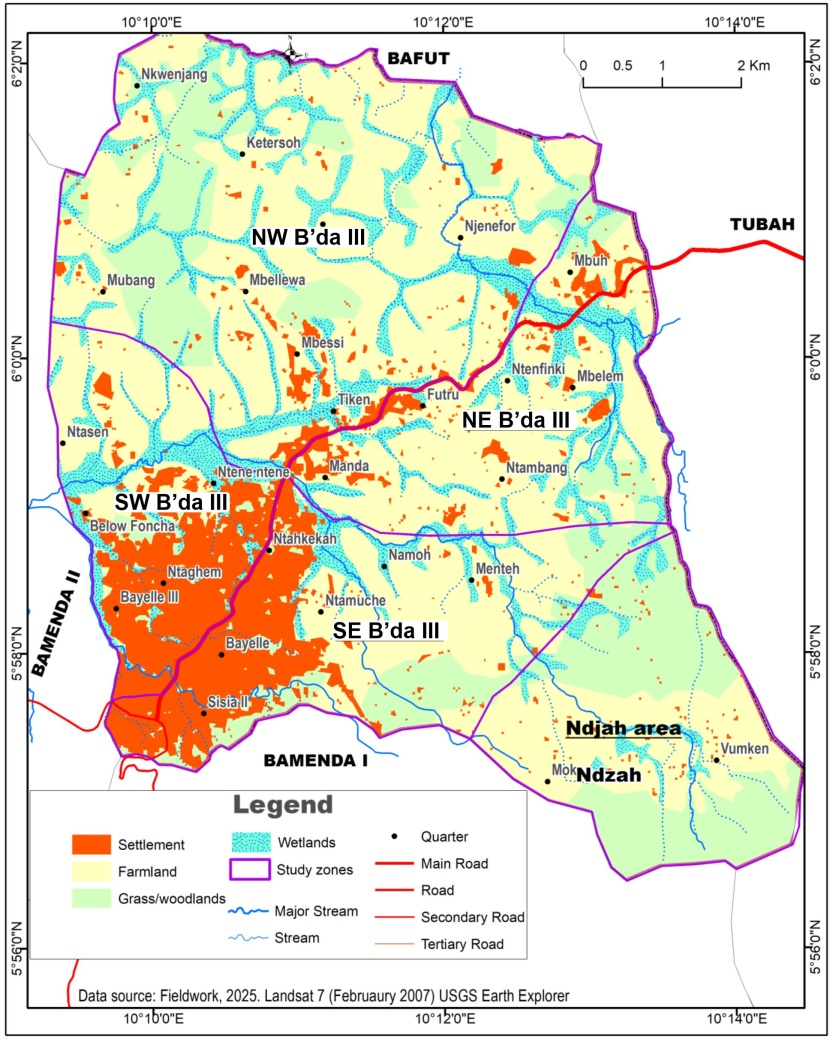 10°10'0"E 10°12'0"E 10°14'0"E
6°2'0"N
6°2'0"N
N
E
BAFUT
0 0.5 1 2 Km
Nkwenjang
Ketersoh
NW B’da III
Njenefor
TUBAH
Mbuh
Mubang
Mbellewa
6°0'0"N
6°0'0"N
Mbessi
Ntenfinki
Mbelem
Tiken
Futru
NE B’da III
Ntasen
Ntene-ntene
Manda
Ntambang
SW B’da III
Below Foncha
Ntahkekah
Namoh
Ntaghem
Menteh
Bayelle III
Ntamuche
SE B’da III
BAMENDA II
Bayelle
5°58'0"N
5°58'0"N
Sisia II
Ndjah area
Vumken
BAMENDA I
Mok
Ndzah
Legend
Settlement
Farmland
Grass/woodlands
Wetlands
Study zones
Major Stream
Stream
Quarter
Main Road
Road
Secondary Road
Tertiary Road
5°56'0"N
5°56'0"N
Data source: Fieldwork, 2025. Landsat 7 (Februaury 2007) USGS Earth Explorer
10°10'0"E 10°12'0"E 10°14'0"E